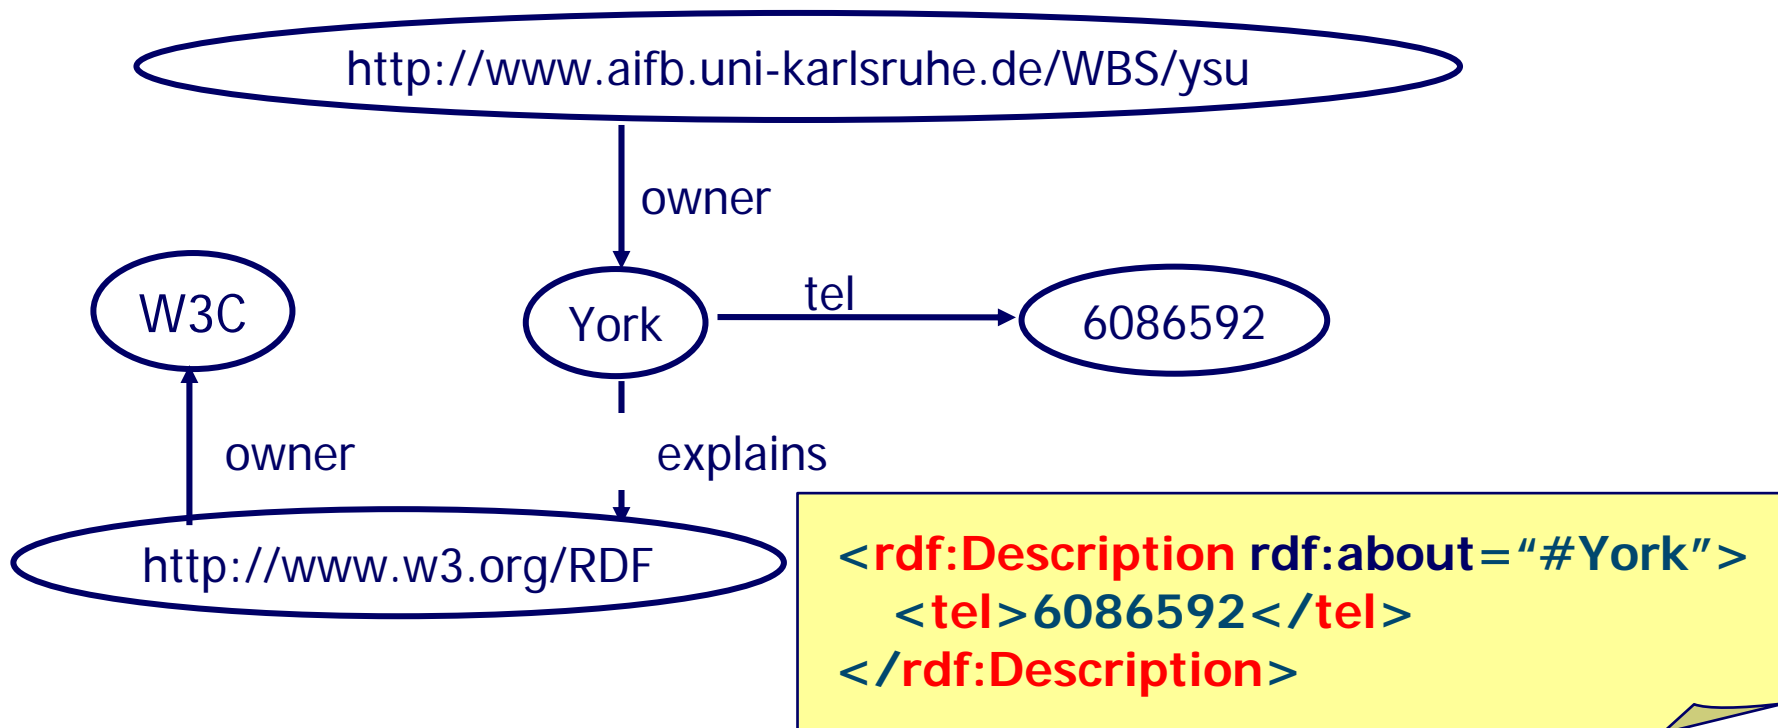 http://www.aifb.uni-karlsruhe.de/WBS/ysu
owner
W3C
York
tel
6086592
owner
explains
http://www.w3.org/RDF
<rdf:Description rdf:about=“#York”>
<tel>6086592</tel>
</rdf:Description>